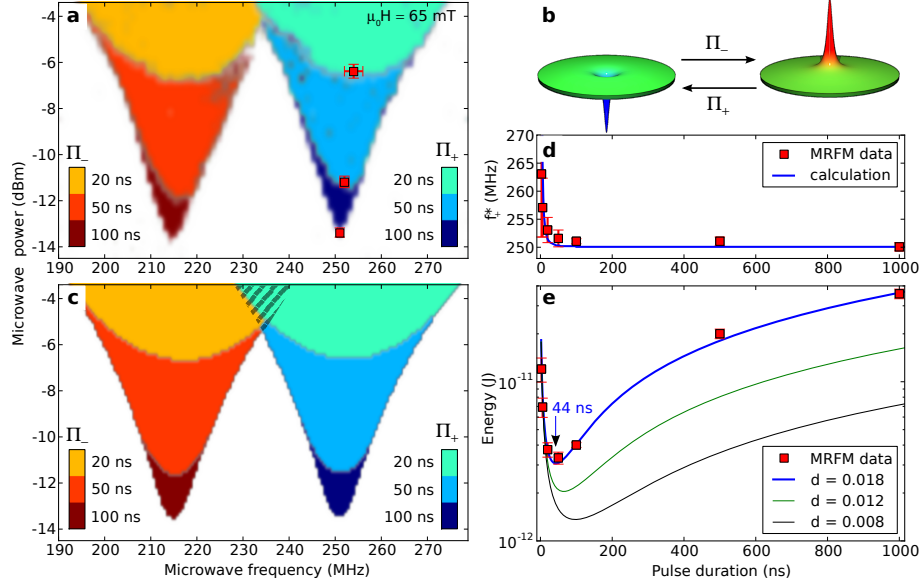 a
μ₀H = 65 mT
Microwave power (dBm)
-4
-6
-8
-10
-12
-14
Π₋
20 ns
50 ns
100 ns
Π₊
20 ns
50 ns
100 ns
190 200 210 220 230 240 250 260 270
b
Π₋
Π₊
d
f₊* (MHz)
270
265
260
255
250
MRFM data
calculation
0 200 400 600 800 1000
c
-4
-6
-8
-10
-12
-14
Π₋
20 ns
50 ns
100 ns
Π₊
20 ns
50 ns
100 ns
190 200 210 220 230 240 250 260 270
Microwave frequency (MHz)
e
Energy (J)
10⁻¹¹
10⁻¹²
44 ns
MRFM data
d = 0.018
d = 0.012
d = 0.008
0 200 400 600 800 1000
Pulse duration (ns)